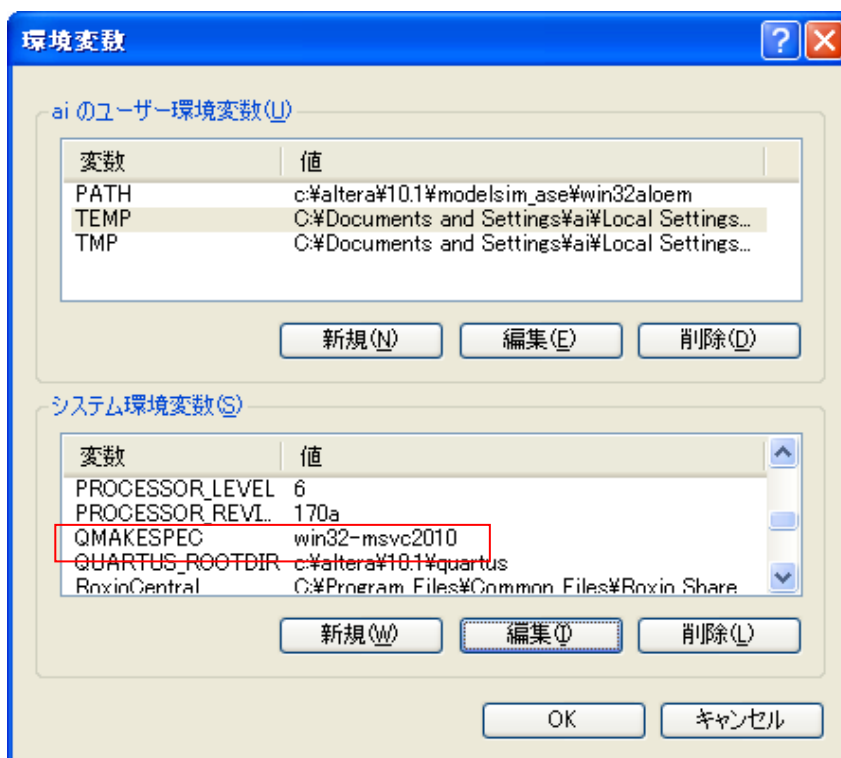 環境変数
ai のユーザー環境変数(U)
変数 値
PATH c:¥altera¥10.1¥modelsim_ase¥win32aloem
TEMP C:¥Documents and Settings¥ai¥Local Settings...
TMP C:¥Documents and Settings¥ai¥Local Settings...
新規(N) 編集(E) 削除(D)
システム環境変数(S)
変数 値
PROCESSOR_LEVEL 6
PROCESSOR_REVI... 170a
QMAKESPEC win32-msvc2010
QUARTUS_ROOTDIR c:¥altera¥10.1¥quartus
RoxioCentral C:¥Program Files¥Common Files¥Roxio Share
新規(W) 編集(I) 削除(L)
OK キャンセル